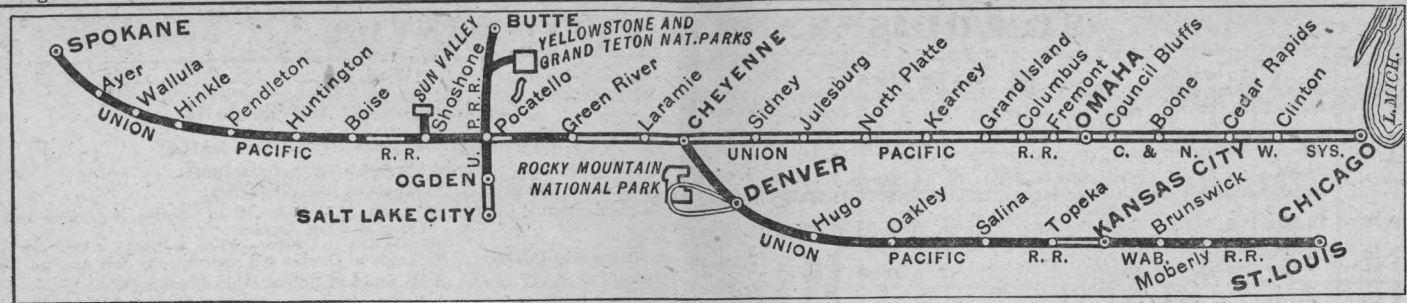 SPOKANE
Ayer
Wallula
Hinkle
Pendleton
Huntington
Boise
SUN VALLEY
Shoshone
BUTTE
YELLOWSTONE AND
GRAND TETON NAT. PARKS
Pocatello
Green River
Laramie
CHEYENNE
Sidney
Julesburg
North Platte
Kearney
Grand Island
Columbus
Fremont
OMAHA
Council Bluffs
Boone
Cedar Rapids
Clinton
CHICAGO
L. MICH.
UNION PACIFIC R. R.
U. P. R. R.
UNION PACIFIC R. R.
C. & N. W. SYS.
OGDEN
SALT LAKE CITY
ROCKY MOUNTAIN
NATIONAL PARK
DENVER
Hugo
Oakley
Salina
Topeka
KANSAS CITY
Brunswick
Moberly
ST. LOUIS
UNION PACIFIC R. R.
WAB. R.R.